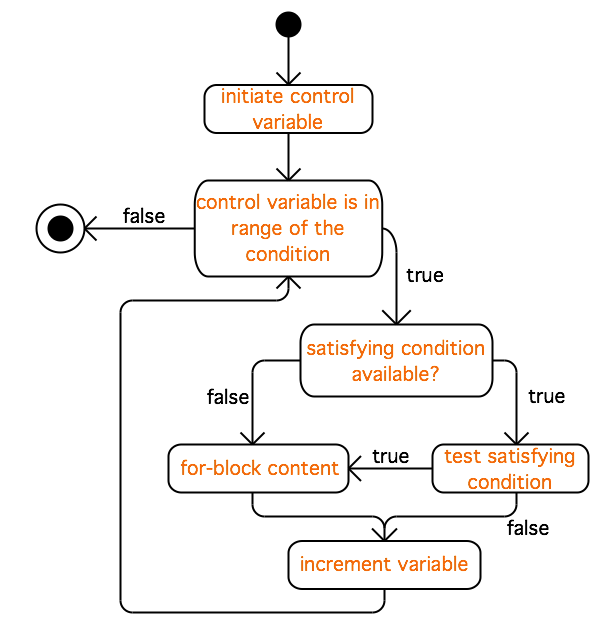 initiate control
variable
control variable is in
range of the
condition
false
true
satisfying condition
available?
false
true
for-block content
true
test satisfying
condition
false
increment variable